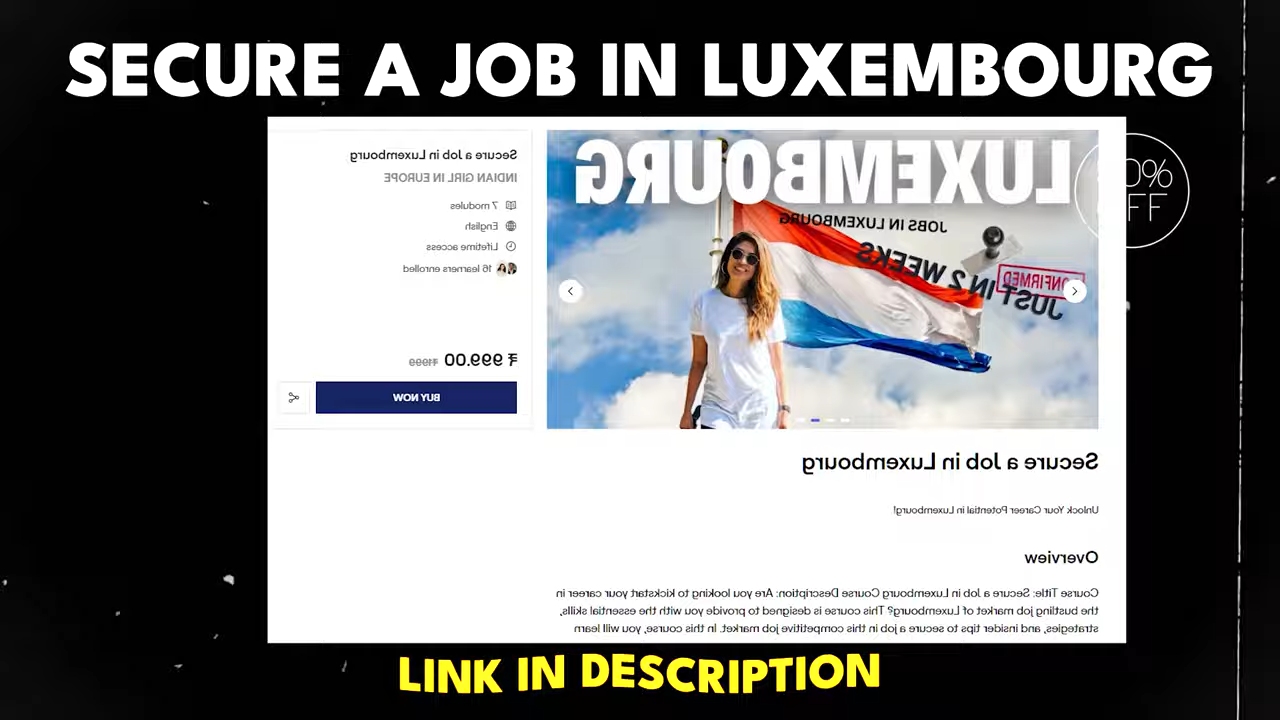 SECURE A JOB IN LUXEMBOURG
Secure a Job in Luxembourg
INDIAN GIRL IN EUROPE
7 modules
English
Lifetime access
16 learners enrolled
₹ 999.00 ₹1999
BUY NOW
LUXEMBOURG
JOBS IN LUXEMBOURG
JUST IN 2 WEEKS
0%
FF
Secure a Job in Luxembourg
Unlock Your Career Potential in Luxembourg!
Overview
Course Title: Secure a Job in Luxembourg Course Description: Are you looking to kickstart your career in
the bustling job market of Luxembourg? This course is designed to provide you with the essential skills,
strategies, and insider tips to secure a job in this competitive job market. In this course, you will learn
LINK IN DESCRIPTION